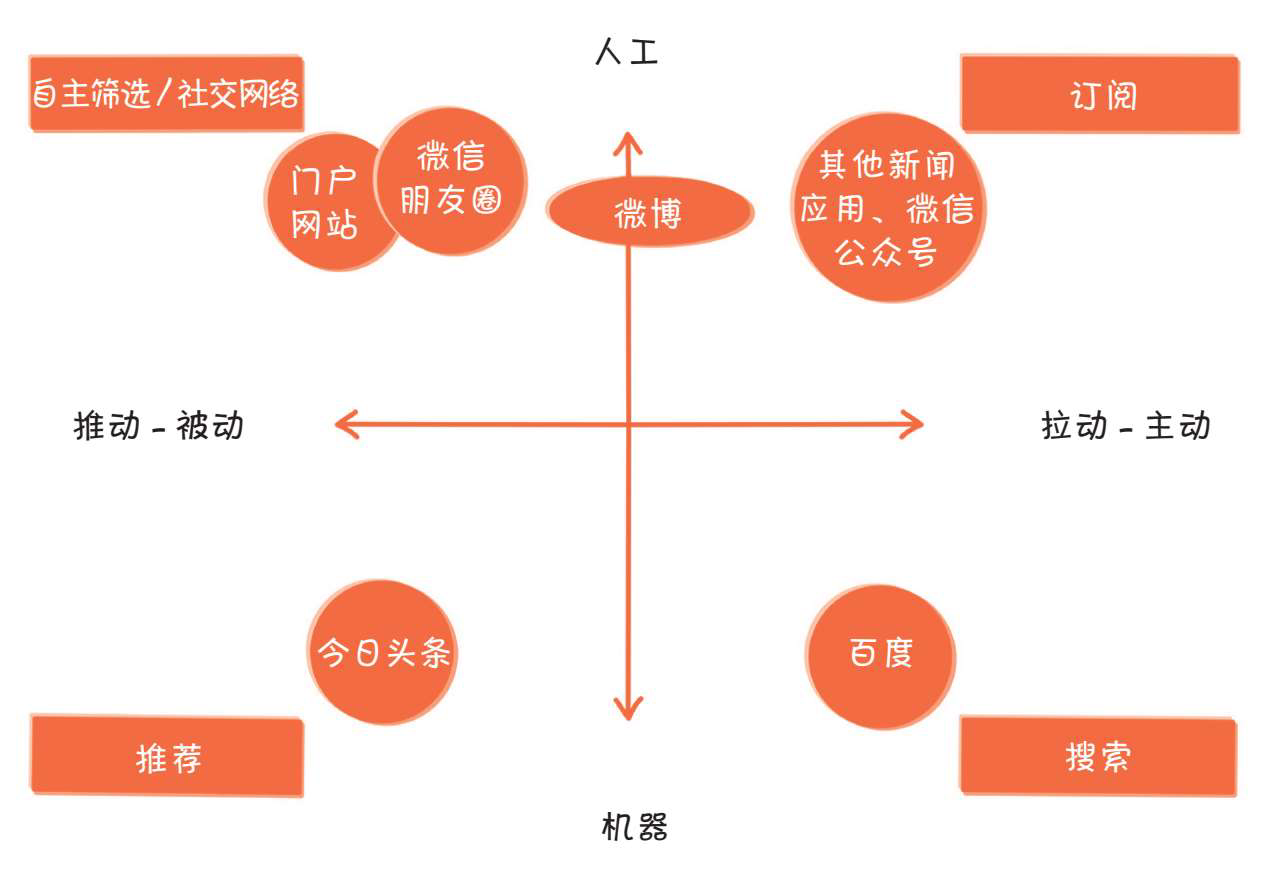 人工
自主筛选/社交网络
订阅
门户
网站
微信
朋友圈
微博
其他新闻
应用、微信
公众号
推动-被动
拉动-主动
今日头条
百度
推荐
搜索
机器